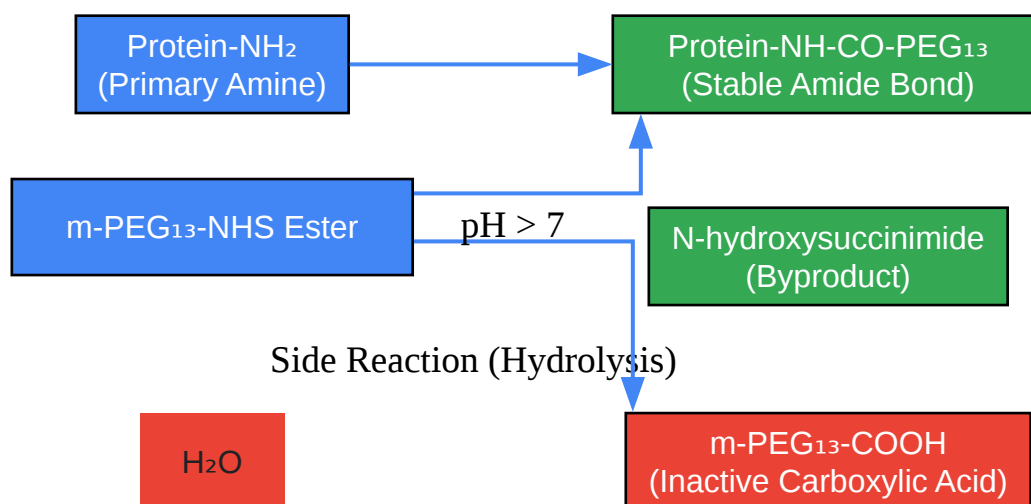 Protein-NH₂
(Primary Amine)
Protein-NH-CO-PEG₁₃
(Stable Amide Bond)
m-PEG₁₃-NHS Ester
pH > 7
N-hydroxysuccinimide
(Byproduct)
Side Reaction (Hydrolysis)
H₂O
m-PEG₁₃-COOH
(Inactive Carboxylic Acid)